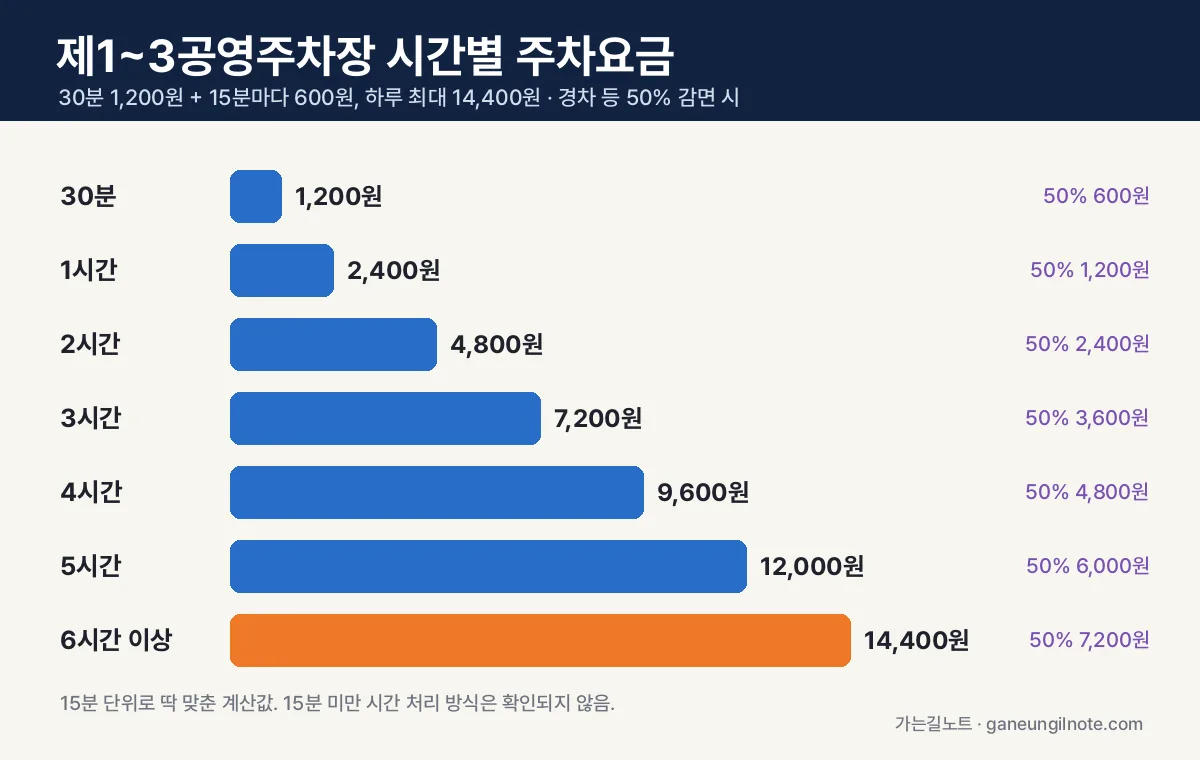 제1~3공영주차장 시간별 주차요금
30분 1,200원 + 15분마다 600원, 하루 최대 14,400원 · 경차 등 50% 감면 시
30분 1,200원 50% 600원
1시간 2,400원 50% 1,200원
2시간 4,800원 50% 2,400원
3시간 7,200원 50% 3,600원
4시간 9,600원 50% 4,800원
5시간 12,000원 50% 6,000원
6시간 이상 14,400원 50% 7,200원
15분 단위로 딱 맞춘 계산값. 15분 미만 시간 처리 방식은 확인되지 않음.
가는길노트 · ganeungilnote.com